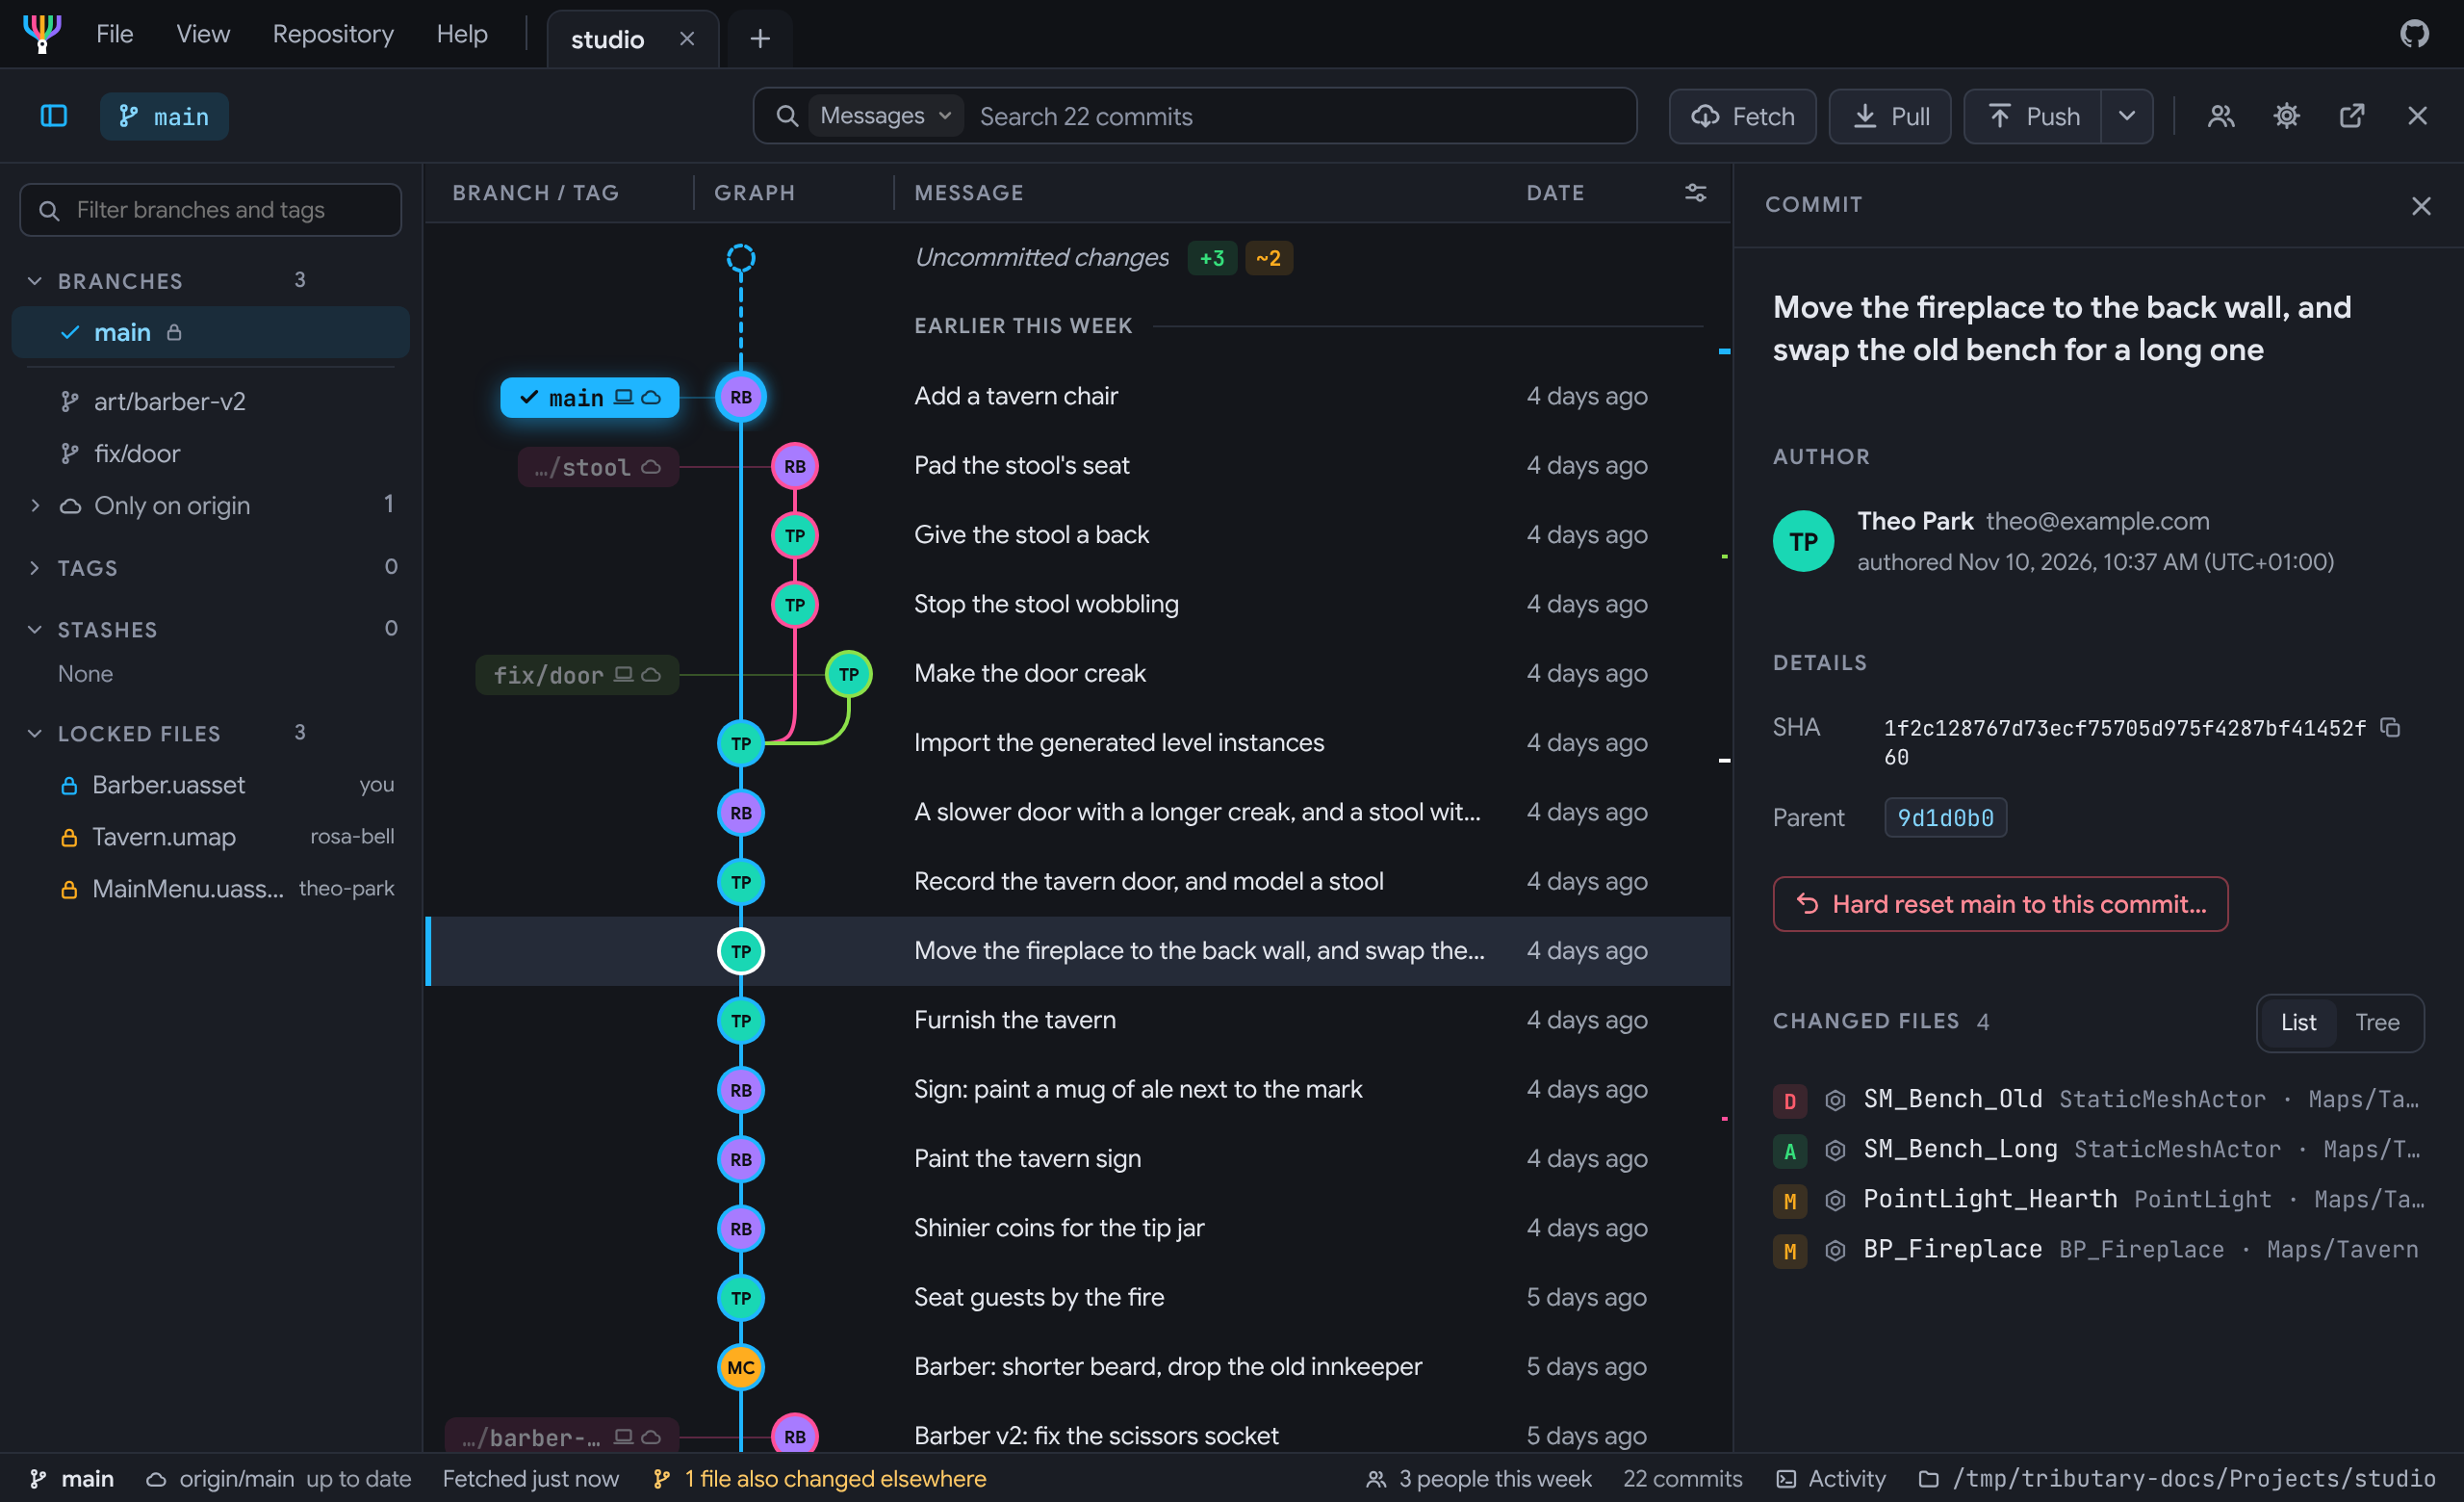 File View Repository Help studio
main Messages Search 22 commits Fetch Pull Push
Filter branches and tags
BRANCHES 3
main
art/barber-v2
fix/door
Only on origin 1
TAGS 0
STASHES 0
None
LOCKED FILES 3
Barber.uasset you
Tavern.umap rosa-bell
MainMenu.uass... theo-park
BRANCH / TAG GRAPH MESSAGE DATE
Uncommitted changes +3 ~2
EARLIER THIS WEEK
main RB Add a tavern chair 4 days ago
…/stool RB Pad the stool's seat 4 days ago
TP Give the stool a back 4 days ago
TP Stop the stool wobbling 4 days ago
fix/door TP Make the door creak 4 days ago
TP Import the generated level instances 4 days ago
RB A slower door with a longer creak, and a stool wit... 4 days ago
TP Record the tavern door, and model a stool 4 days ago
TP Move the fireplace to the back wall, and swap the... 4 days ago
TP Furnish the tavern 4 days ago
RB Sign: paint a mug of ale next to the mark 4 days ago
RB Paint the tavern sign 4 days ago
RB Shinier coins for the tip jar 4 days ago
TP Seat guests by the fire 5 days ago
MC Barber: shorter beard, drop the old innkeeper 5 days ago
…/barber-… RB Barber v2: fix the scissors socket 5 days ago
COMMIT
Move the fireplace to the back wall, and
swap the old bench for a long one
AUTHOR
TP Theo Park theo@example.com
authored Nov 10, 2026, 10:37 AM (UTC+01:00)
DETAILS
SHA 1f2c128767d73ecf75705d975f4287bf41452f
60
Parent 9d1d0b0
Hard reset main to this commit...
CHANGED FILES 4 List Tree
D SM_Bench_Old StaticMeshActor · Maps/Ta…
A SM_Bench_Long StaticMeshActor · Maps/T…
M PointLight_Hearth PointLight · Maps/Ta…
M BP_Fireplace BP_Fireplace · Maps/Tavern
main origin/main up to date Fetched just now 1 file also changed elsewhere 3 people this week 22 commits Activity /tmp/tributary-docs/Projects/studio